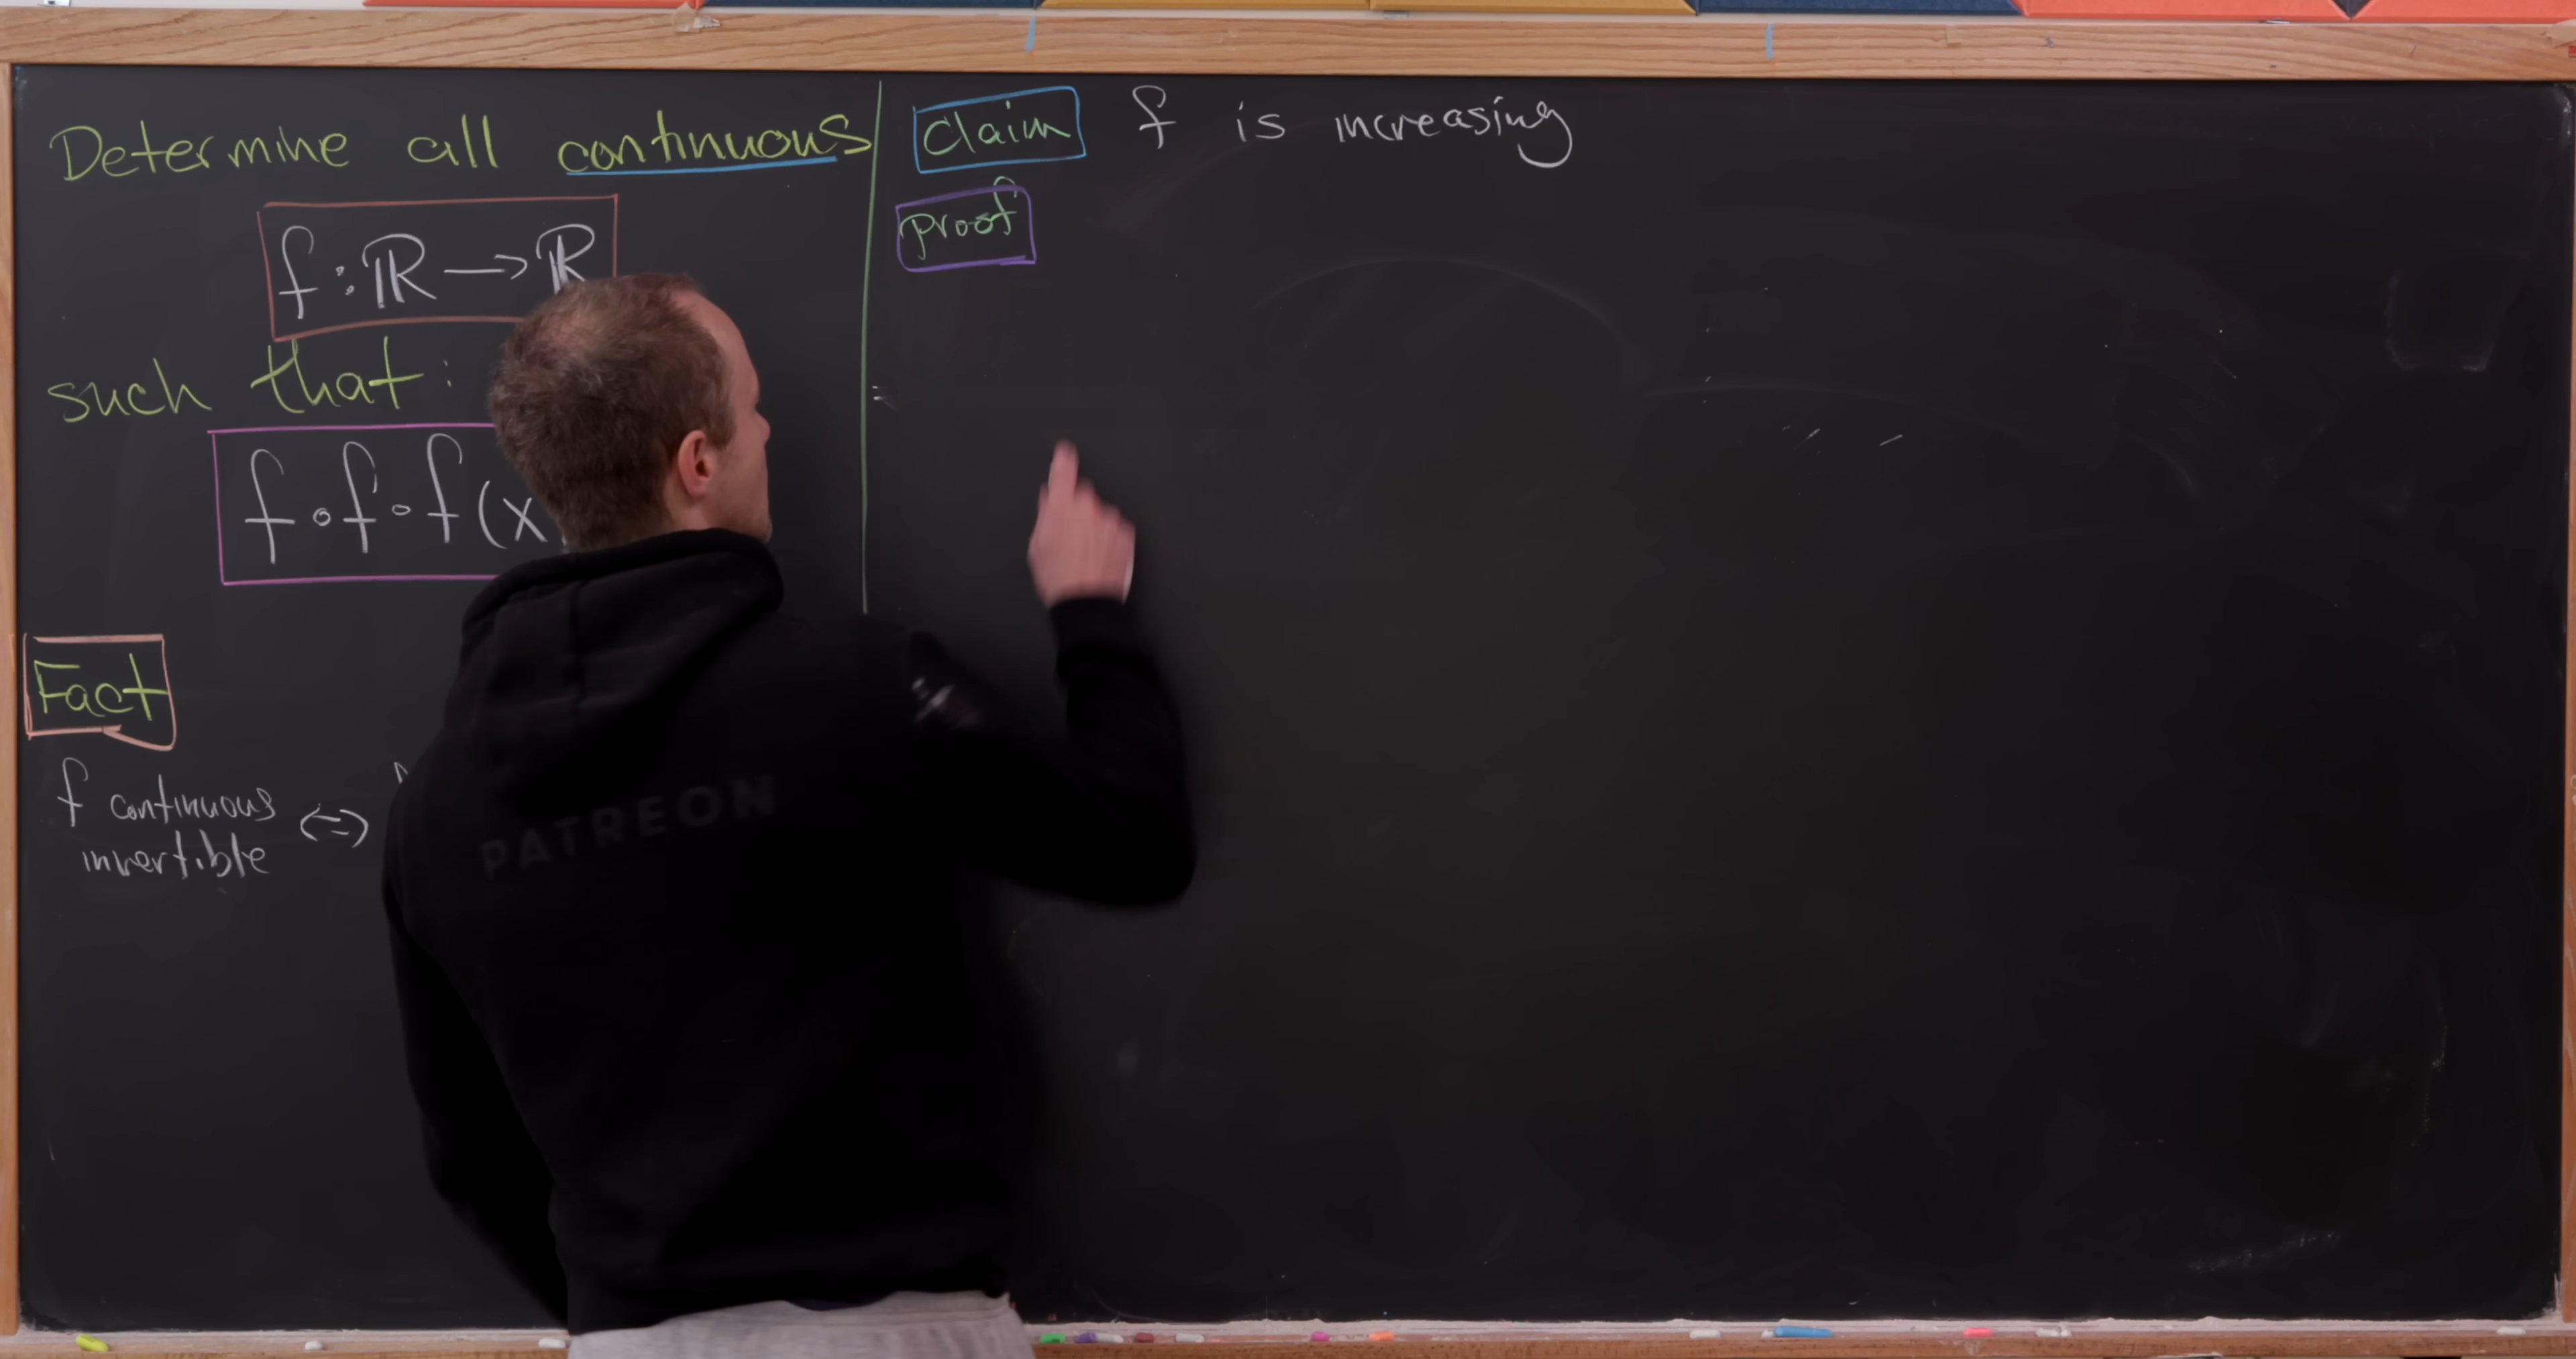 Determine all continuous
f : ℝ → ℝ
such that:
f∘f∘f(x
Fact
f continuous ⇔
invertible
Claim f is increasing
proof
PATREON